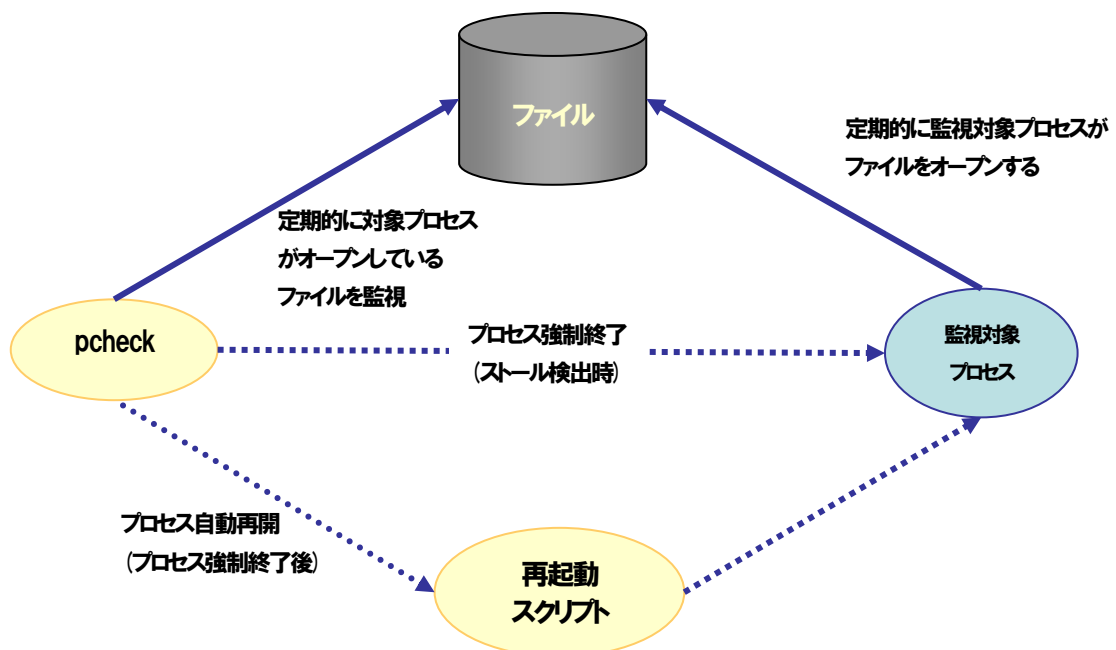 ファイル
定期的に監視対象プロセスが
ファイルをオープンする
定期的に対象プロセス
がオープンしている
ファイルを監視
pcheck
プロセス強制終了
(ストール検出時)
監視対象
プロセス
プロセス自動再開
(プロセス強制終了後)
再起動
スクリプト